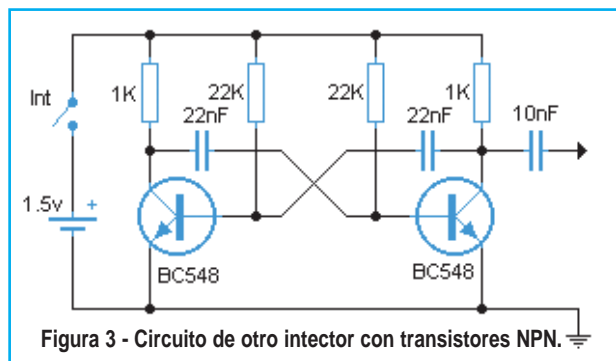 Int
1K
22K
22K
1K
22nF
22nF
10nF
1.5v
+
BC548
BC548
Figura 3 - Circuito de otro intector con transistores NPN.